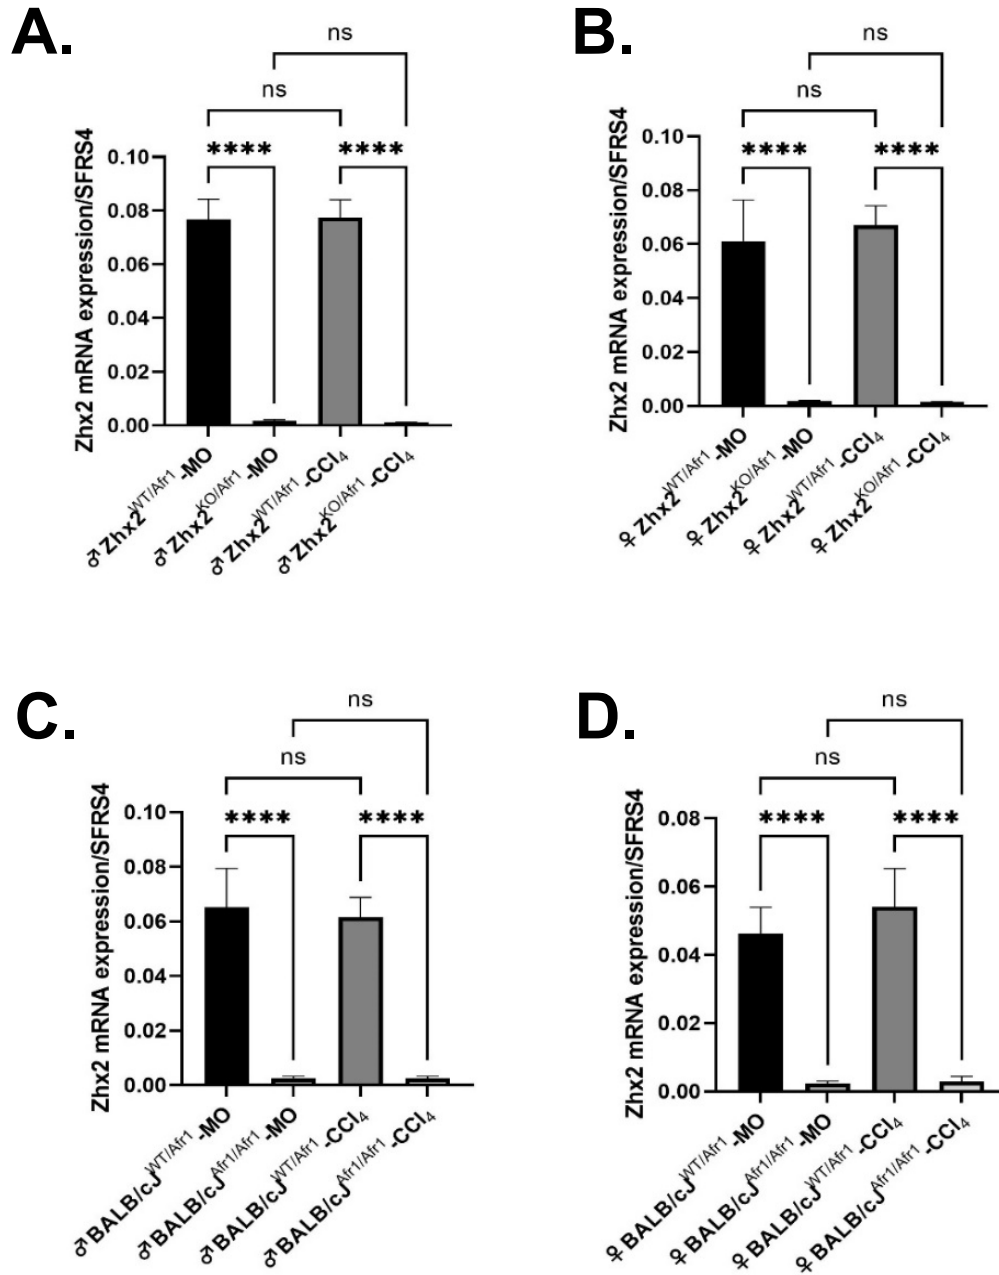 A.
ns
ns
**** ****
Zhx2 mRNA expression/SFRS4
0.10
0.08
0.06
0.04
0.02
0.00
♂ Zhx2WT/Afr1 -MO
♂ Zhx2KO/Afr1 -MO
♂ Zhx2WT/Afr1 -CCl4
♂ Zhx2KO/Afr1 -CCl4
B.
ns
ns
**** ****
Zhx2 mRNA expression/SFRS4
0.10
0.08
0.06
0.04
0.02
0.00
♀ Zhx2WT/Afr1 -MO
♀ Zhx2KO/Afr1 -MO
♀ Zhx2WT/Afr1 -CCl4
♀ Zhx2KO/Afr1 -CCl4
C.
ns
ns
**** ****
Zhx2 mRNA expression/SFRS4
0.10
0.08
0.06
0.04
0.02
0.00
♂ BALB/cJWT/Afr1 -MO
♂ BALB/cJAfr1/Afr1 -MO
♂ BALB/cJWT/Afr1 -CCl4
♂ BALB/cJAfr1/Afr1 -CCl4
D.
ns
ns
**** ****
Zhx2 mRNA expression/SFRS4
0.08
0.06
0.04
0.02
0.00
♀ BALB/cJWT/Afr1 -MO
♀ BALB/cJAfr1/Afr1 -MO
♀ BALB/cJWT/Afr1 -CCl4
♀ BALB/cJAfr1/Afr1 -CCl4